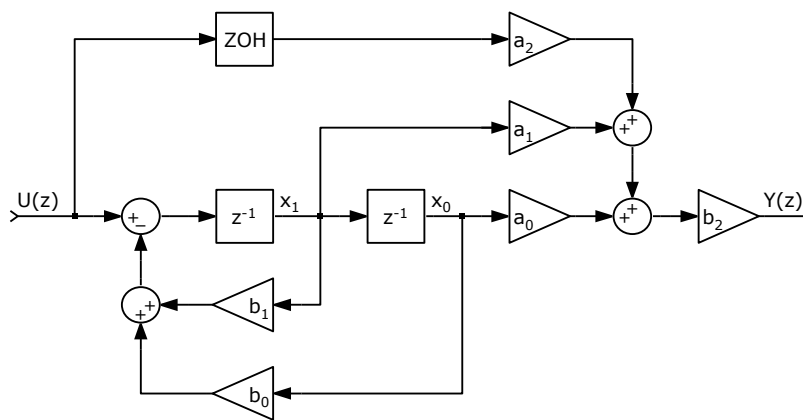 ZOH
a₂
a₁
U(z)
+
−
z⁻¹
x₁
z⁻¹
x₀
a₀
+
+
+
+
b₂
Y(z)
+
+
b₁
b₀